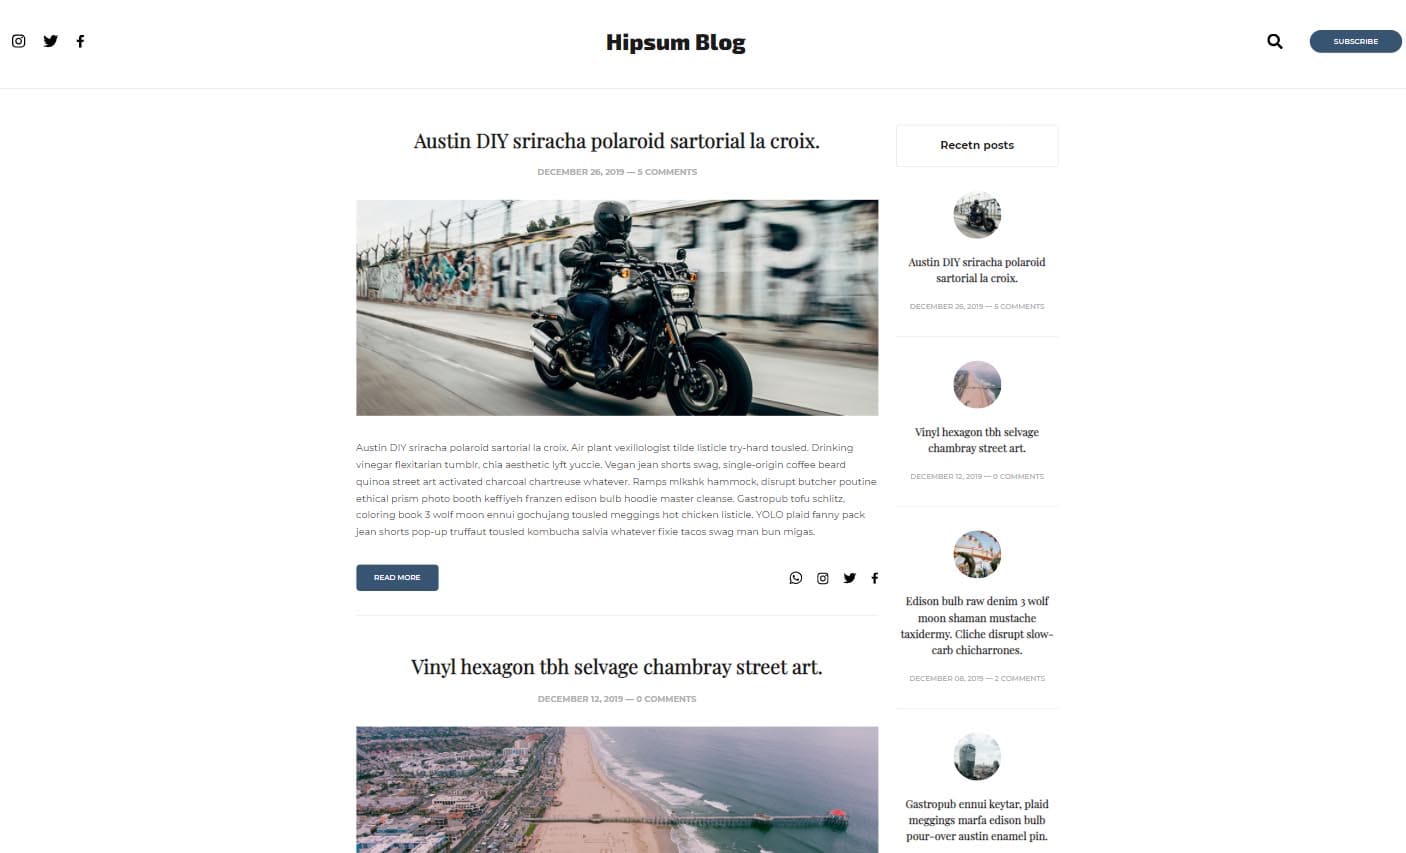 Hipsum Blog
SUBSCRIBE
Austin DIY sriracha polaroid sartorial la croix.
DECEMBER 26, 2019 — 5 COMMENTS
Austin DIY sriracha polaroid sartorial la croix. Air plant vexillologist tilde listicle try-hard tousled. Drinking
vinegar flexitarian tumblr, chia aesthetic lyft yuccie. Vegan jean shorts swag, single-origin coffee beard
quinoa street art activated charcoal chartreuse whatever. Ramps mlkshk hammock, disrupt butcher poutine
ethical prism photo booth keffiyeh franzen edison bulb hoodie master cleanse. Gastropub tofu schlitz,
coloring book 3 wolf moon ennui gochujang tousled meggings hot chicken listicle. YOLO plaid fanny pack
jean shorts pop-up truffaut tousled kombucha salvia whatever fixie tacos swag man bun migas.
READ MORE
Vinyl hexagon tbh selvage chambray street art.
DECEMBER 12, 2019 — 0 COMMENTS
Recetn posts
Austin DIY sriracha polaroid
sartorial la croix.
DECEMBER 26, 2019 — 5 COMMENTS
Vinyl hexagon tbh selvage
chambray street art.
DECEMBER 12, 2019 — 0 COMMENTS
Edison bulb raw denim 3 wolf
moon shaman mustache
taxidermy. Cliche disrupt slow-
carb chicharrones.
DECEMBER 08, 2019 — 2 COMMENTS
Gastropub ennui keytar, plaid
meggings marfa edison bulb
pour-over austin enamel pin.